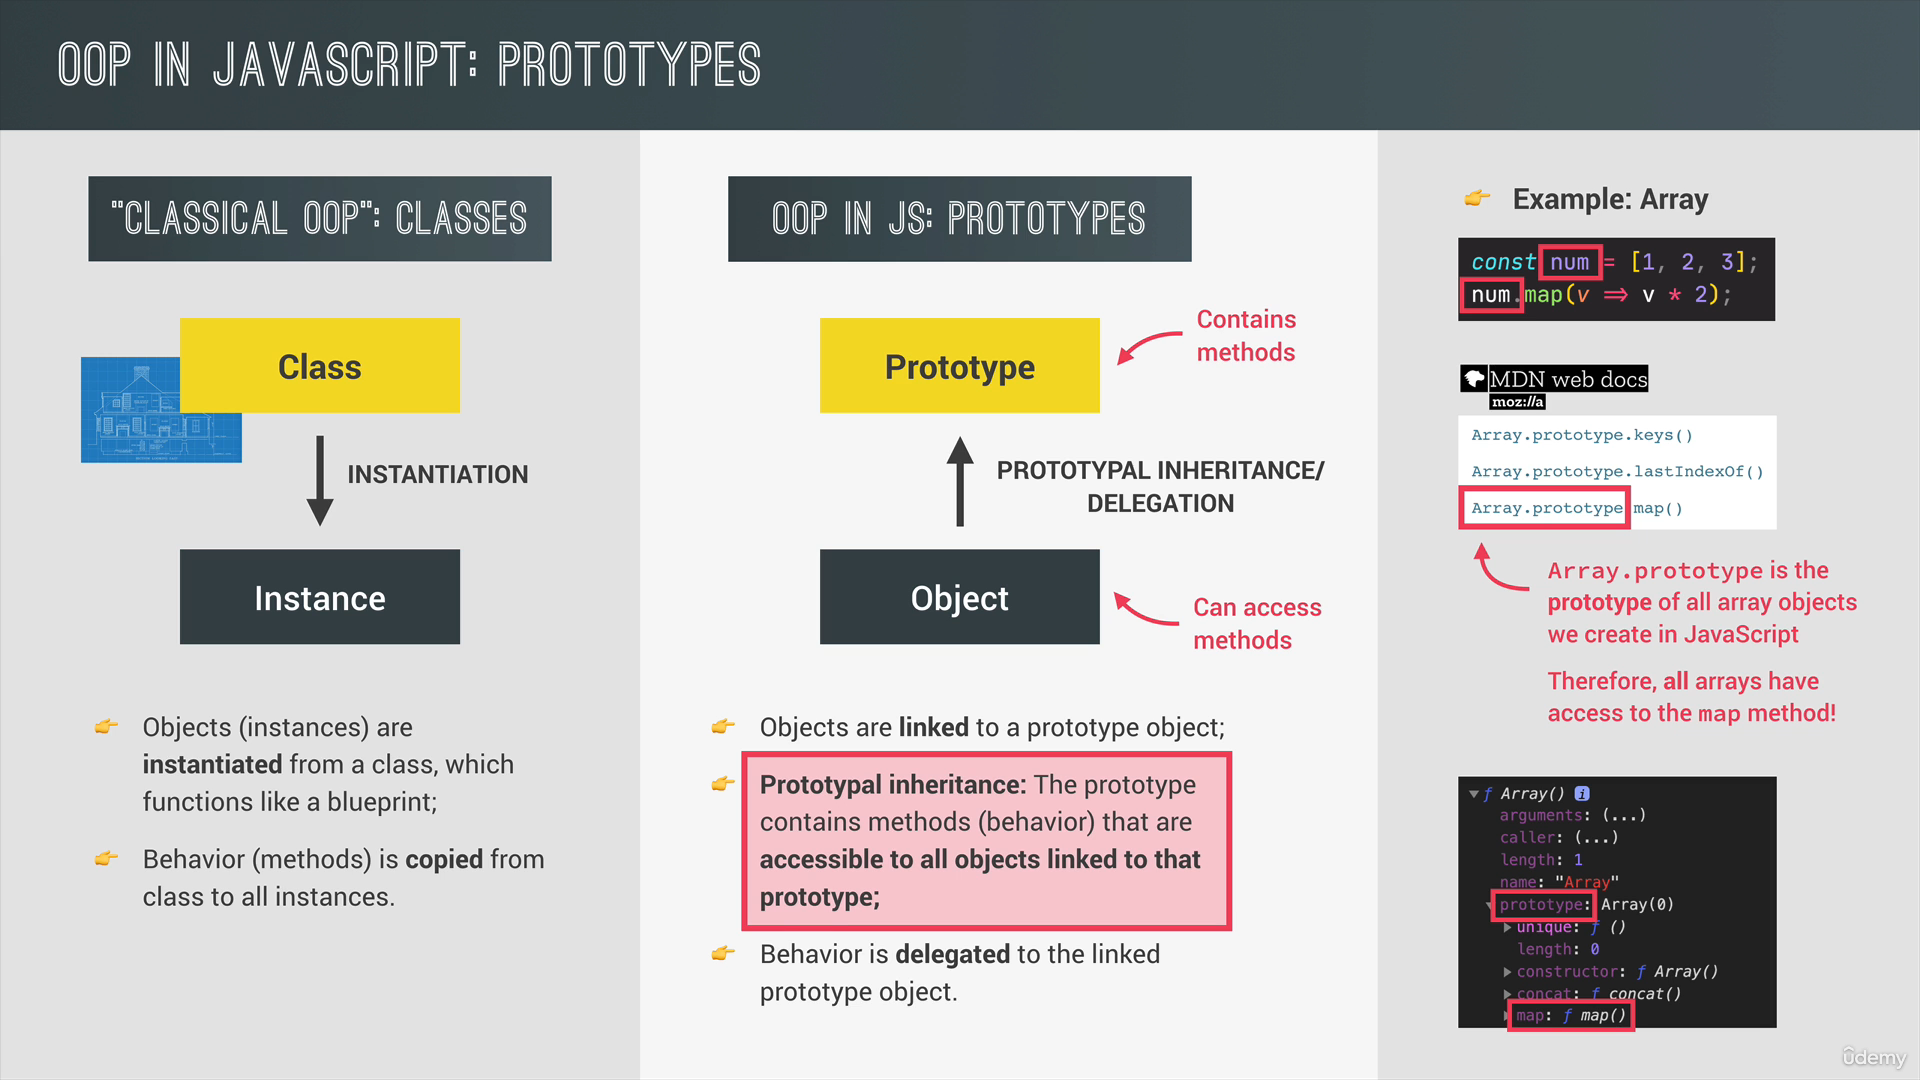 OOP IN JAVASCRIPT: PROTOTYPES
"CLASSICAL OOP": CLASSES
Class
INSTANTIATION
Instance
👉 Objects (instances) are
instantiated from a class, which
functions like a blueprint;
👉 Behavior (methods) is copied from
class to all instances.
OOP IN JS: PROTOTYPES
Prototype
Contains
methods
PROTOTYPAL INHERITANCE/
DELEGATION
Object
Can access
methods
👉 Objects are linked to a prototype object;
👉 Prototypal inheritance: The prototype
contains methods (behavior) that are
accessible to all objects linked to that
prototype;
👉 Behavior is delegated to the linked
prototype object.
👉 Example: Array
const num = [1, 2, 3];
num.map(v => v * 2);
MDN web docs
moz://a
Array.prototype.keys()
Array.prototype.lastIndexOf()
Array.prototype.map()
Array.prototype is the
prototype of all array objects
we create in JavaScript
Therefore, all arrays have
access to the map method!
▼ƒ Array() i
arguments: (...)
caller: (...)
length: 1
name: "Array"
▼prototype: Array(0)
▶unique: ƒ ()
length: 0
▶constructor: ƒ Array()
▶concat: ƒ concat()
▶map: ƒ map()
ûdemy